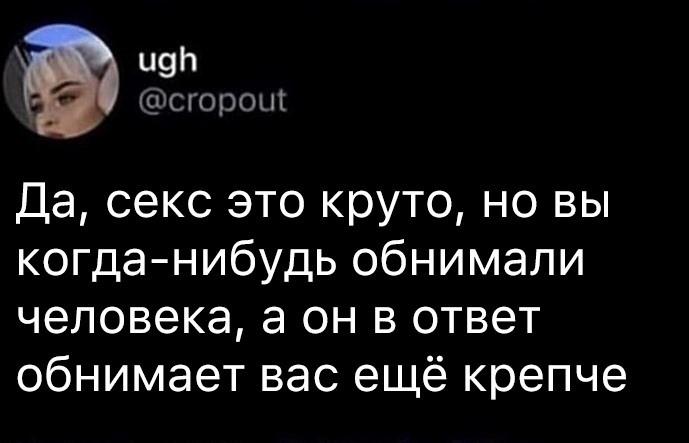 ugh
@cropout
Да, секс это круто, но вы
когда-нибудь обнимали
человека, а он в ответ
обнимает вас ещё крепче